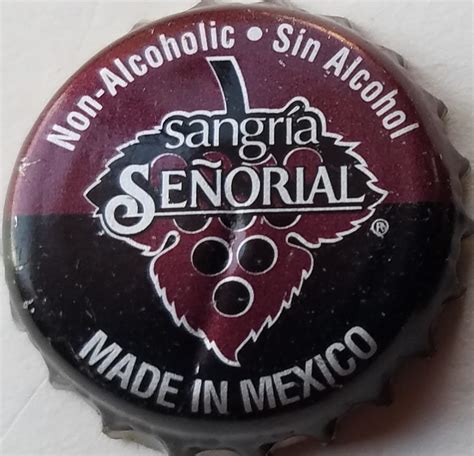 Non-Alcoholic • Sin Alcohol
sangría
SEÑORIAL®
MADE IN MEXICO